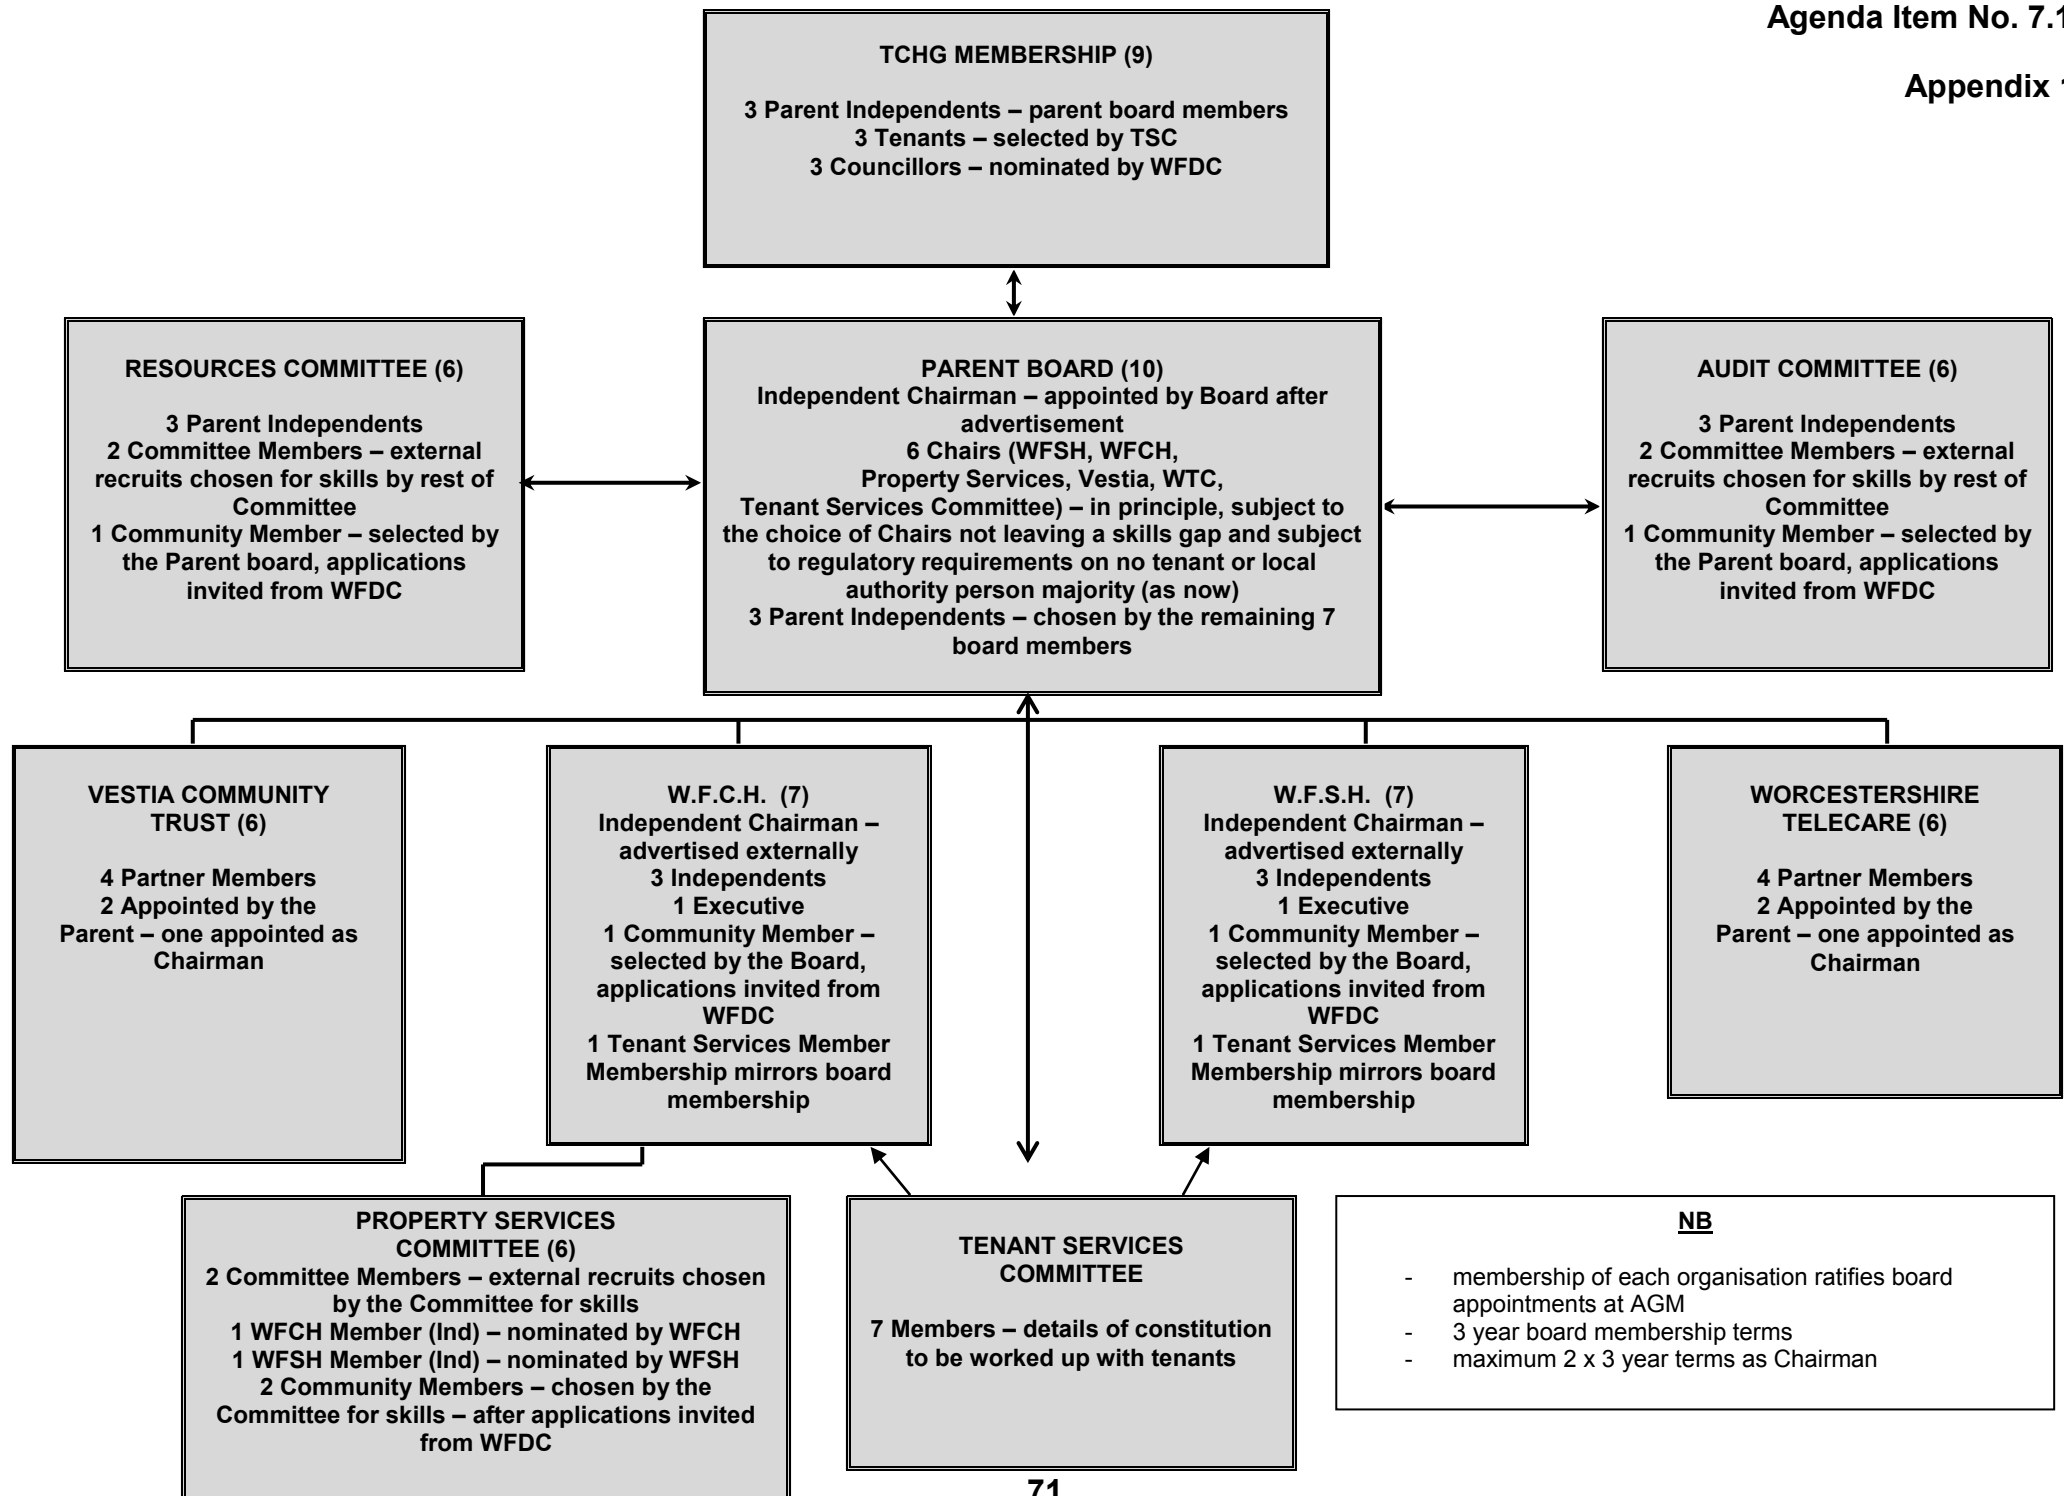 Agenda Item No. 7.1
Appendix 1
TCHG MEMBERSHIP (9)
3 Parent Independents – parent board members
3 Tenants – selected by TSC
3 Councillors – nominated by WFDC
RESOURCES COMMITTEE (6)
3 Parent Independents
2 Committee Members – external
recruits chosen for skills by rest of
Committee
1 Community Member – selected by
the Parent board, applications
invited from WFDC
PARENT BOARD (10)
Independent Chairman – appointed by Board after
advertisement
6 Chairs (WFSH, WFCH,
Property Services, Vestia, WTC,
Tenant Services Committee) – in principle, subject to
the choice of Chairs not leaving a skills gap and subject
to regulatory requirements on no tenant or local
authority person majority (as now)
3 Parent Independents – chosen by the remaining 7
board members
AUDIT COMMITTEE (6)
3 Parent Independents
2 Committee Members – external
recruits chosen for skills by rest of
Committee
1 Community Member – selected by
the Parent board, applications
invited from WFDC
VESTIA COMMUNITY
TRUST (6)
4 Partner Members
2 Appointed by the
Parent – one appointed as
Chairman
W.F.C.H. (7)
Independent Chairman –
advertised externally
3 Independents
1 Executive
1 Community Member –
selected by the Board,
applications invited from
WFDC
1 Tenant Services Member
Membership mirrors board
membership
W.F.S.H. (7)
Independent Chairman –
advertised externally
3 Independents
1 Executive
1 Community Member –
selected by the Board,
applications invited from
WFDC
1 Tenant Services Member
Membership mirrors board
membership
WORCESTERSHIRE
TELECARE (6)
4 Partner Members
2 Appointed by the
Parent – one appointed as
Chairman
PROPERTY SERVICES
COMMITTEE (6)
2 Committee Members – external recruits chosen
by the Committee for skills
1 WFCH Member (Ind) – nominated by WFCH
1 WFSH Member (Ind) – nominated by WFSH
2 Community Members – chosen by the
Committee for skills – after applications invited
from WFDC
TENANT SERVICES
COMMITTEE
7 Members – details of constitution
to be worked up with tenants
NB
- membership of each organisation ratifies board
appointments at AGM
- 3 year board membership terms
- maximum 2 x 3 year terms as Chairman
71